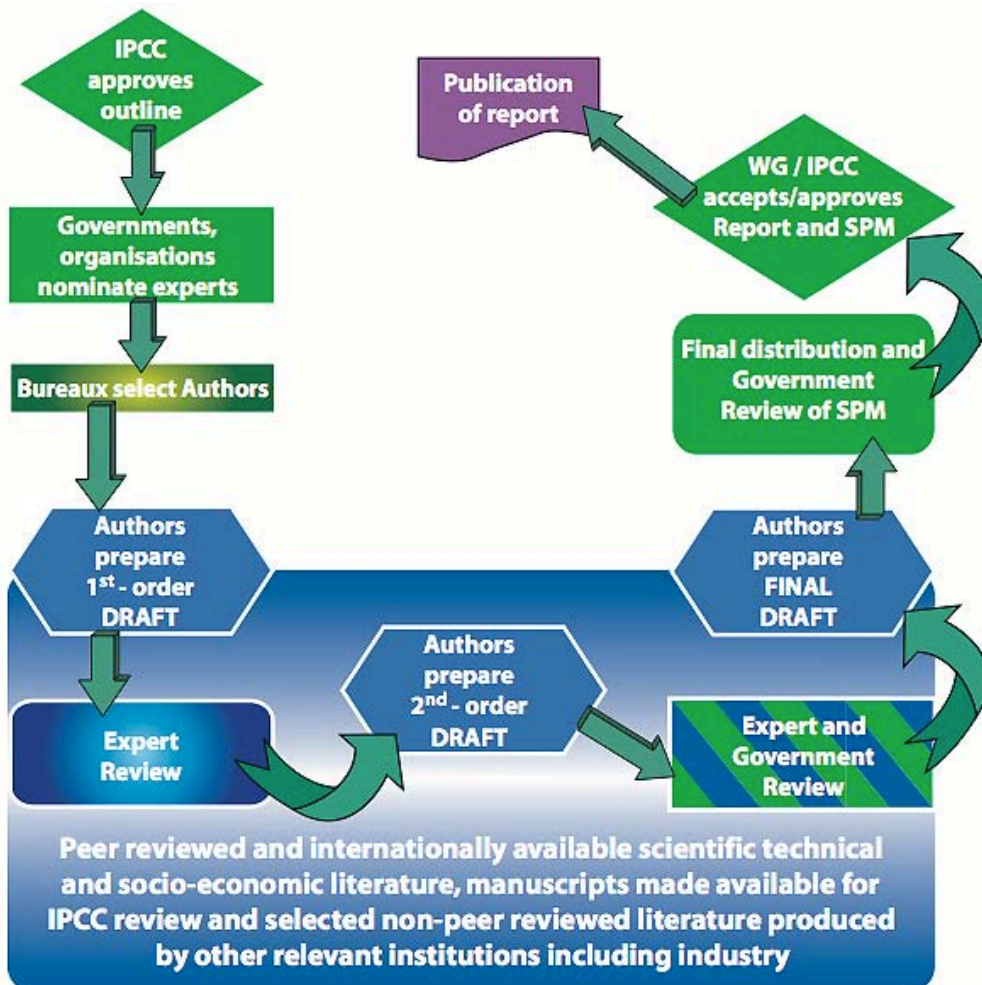 IPCC
approves
outline
Governments,
organisations
nominate experts
Bureaux select Authors
Authors
prepare
1st - order
DRAFT
Expert
Review
Authors
prepare
2nd - order
DRAFT
Expert and
Government
Review
Authors
prepare
FINAL
DRAFT
Final distribution and
Government
Review of SPM
WG / IPCC
accepts/approves
Report and SPM
Publication
of report
Peer reviewed and internationally available scientific technical
and socio-economic literature, manuscripts made available for
IPCC review and selected non-peer reviewed literature produced
by other relevant institutions including industry